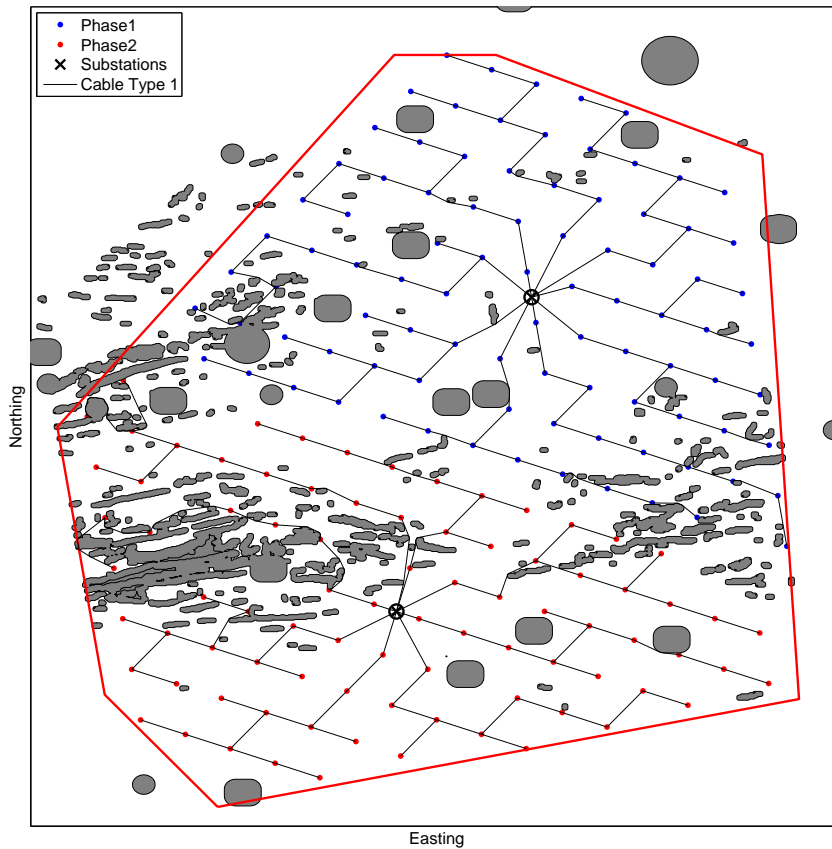 Phase1
Phase2
Substations
Cable Type 1
Northing
Easting